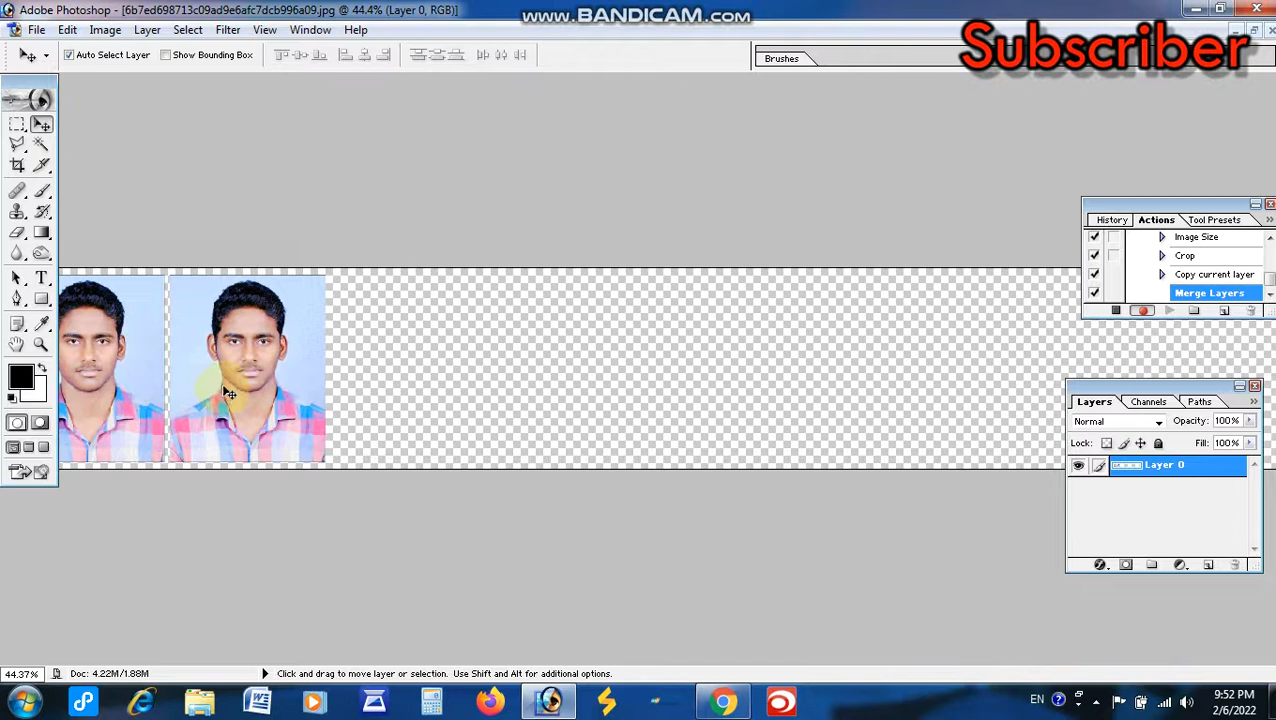 Adobe Photoshop - [6b7ed698713c09ad9e6afc7dcb996a09.jpg @ 44.4% (Layer 0, RGB)]
www.BANDICAM.com
File Edit Image Layer Select Filter View Window Help
Subscriber
Auto Select Layer Show Bounding Box
Brushes
History Actions Tool Presets
Image Size
Crop
Copy current layer
Merge Layers
Layers Channels Paths
Normal Opacity: 100%
Lock: Fill: 100%
Layer 0
44.37% Doc: 4.22M/1.88M Click and drag to move layer or selection. Use Shift and Alt for additional options.
EN 9:52 PM
2/6/2022